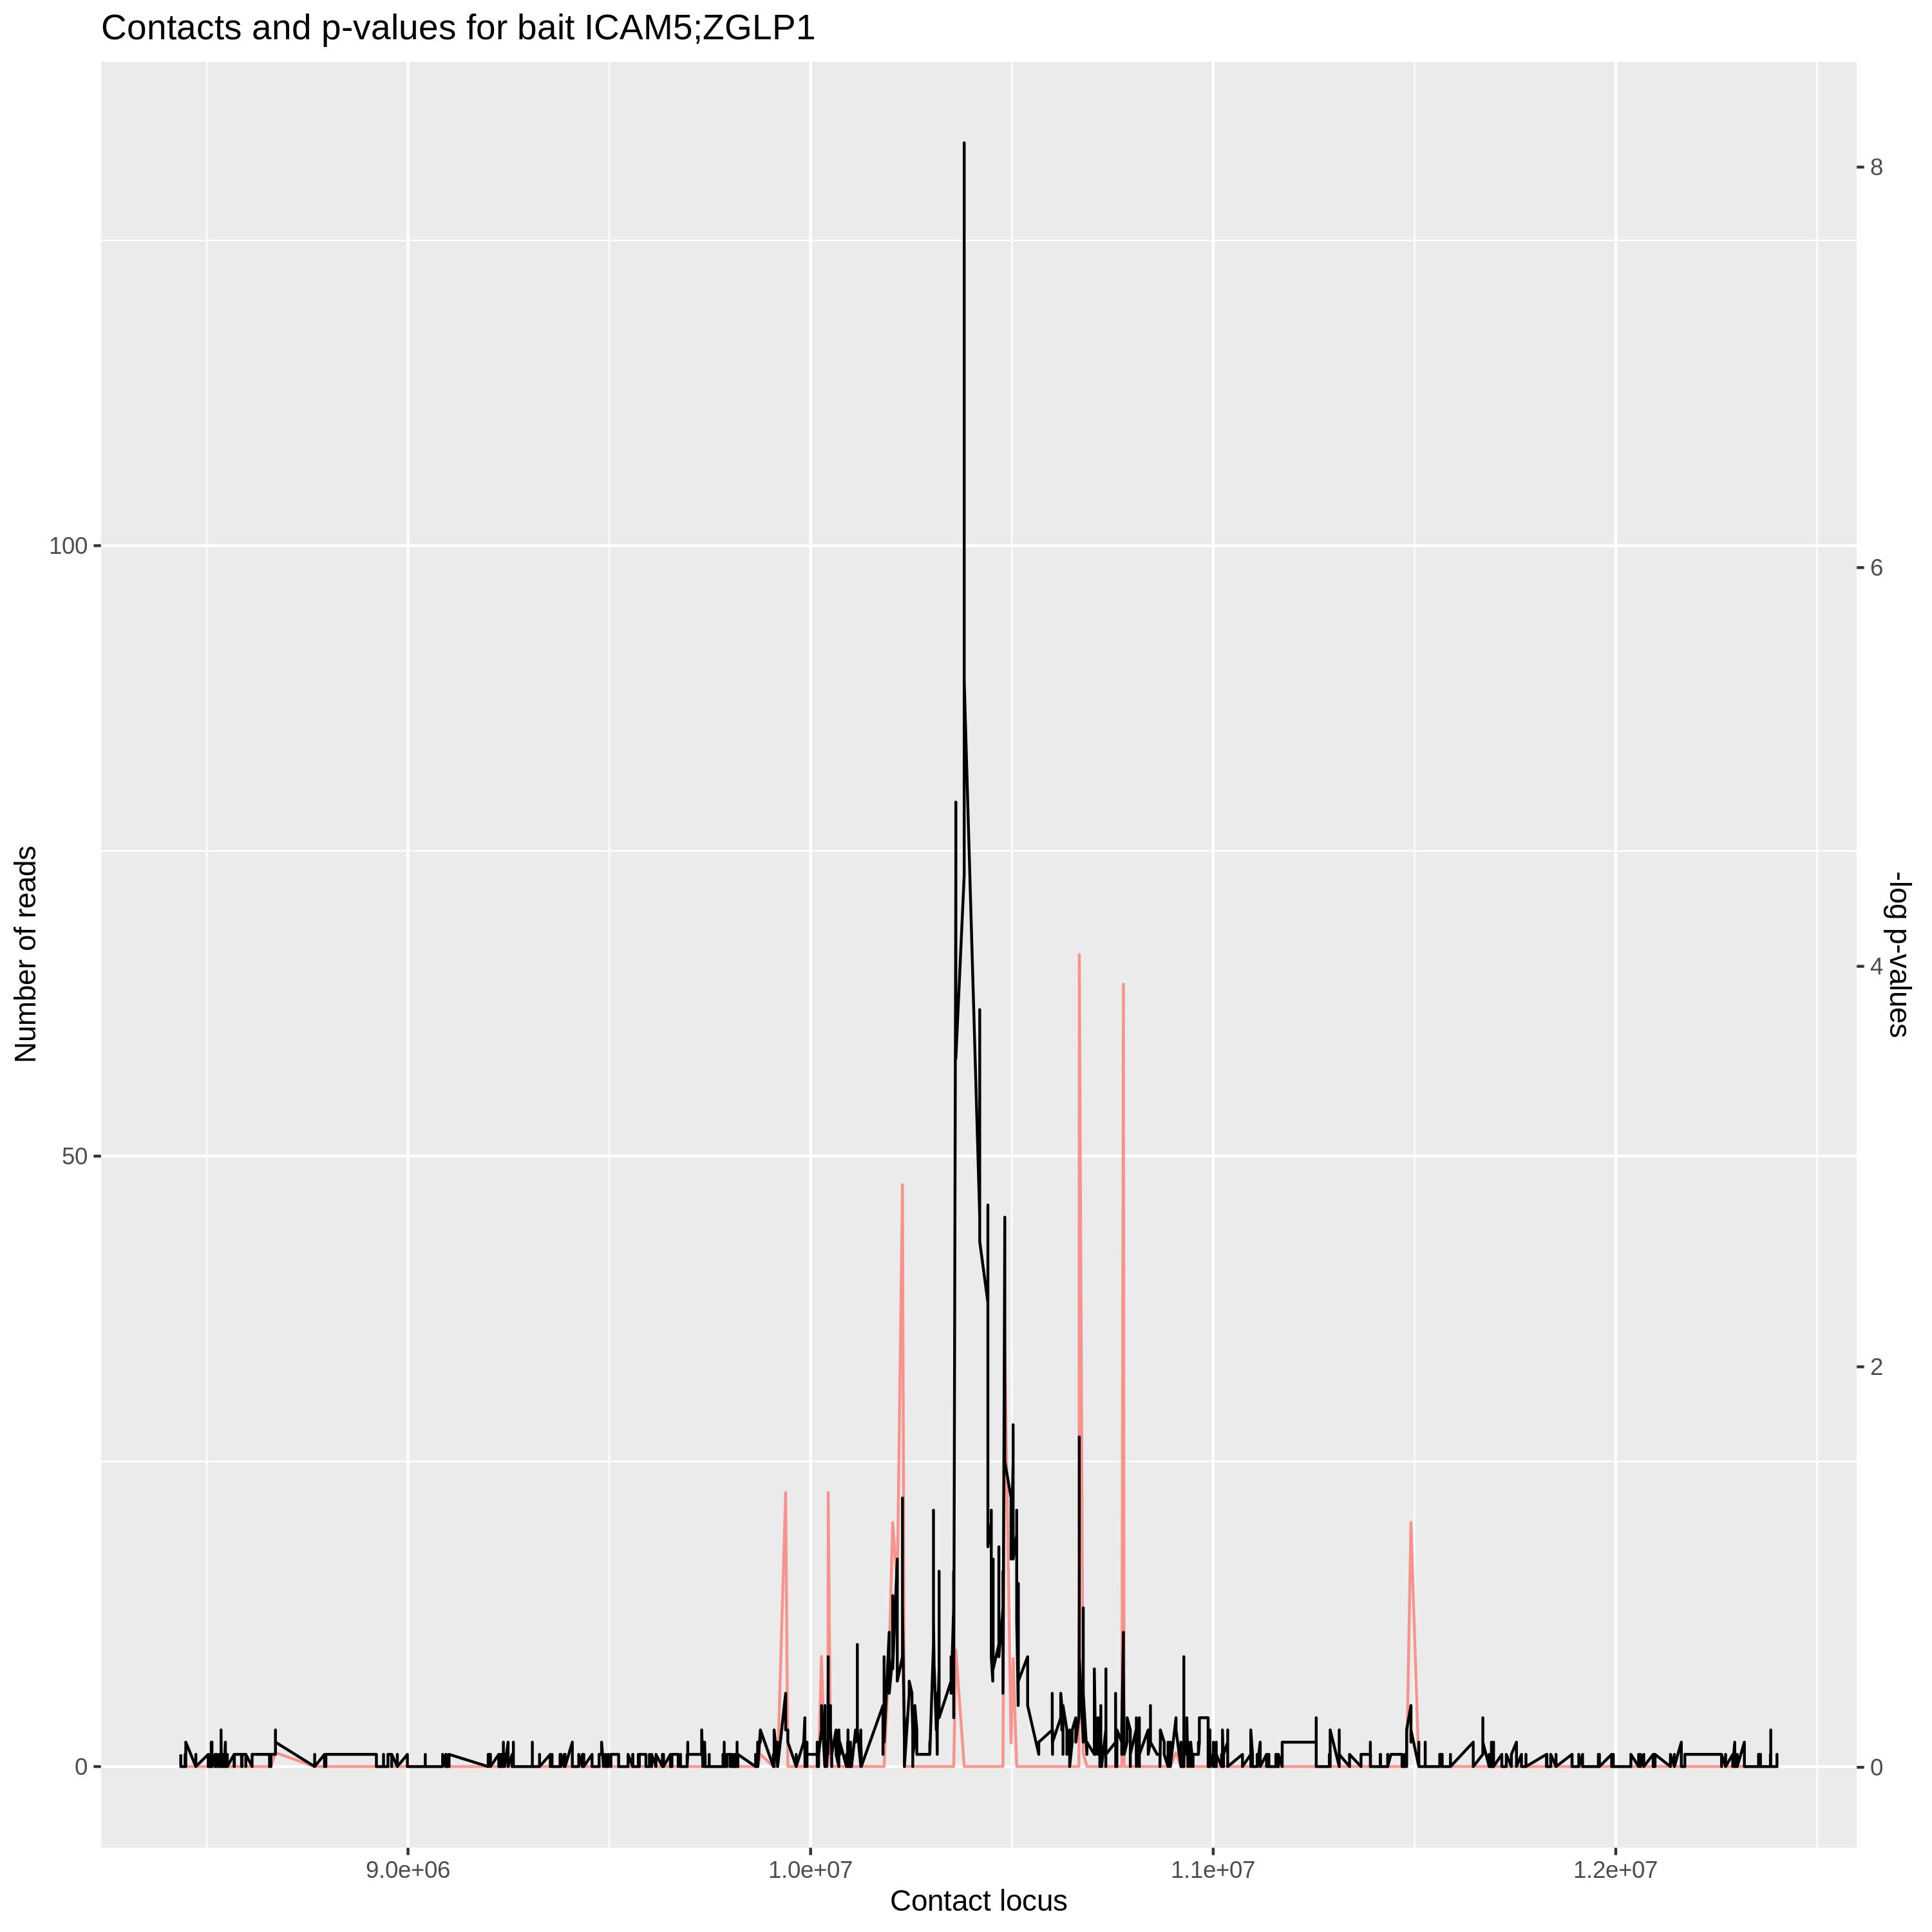 Contacts and p-values for bait ICAM5;ZGLP1
8
100
6
Number of reads
-log p-values
4
50
2
0
0
9.0e+06
1.0e+07
1.1e+07
1.2e+07
Contact locus